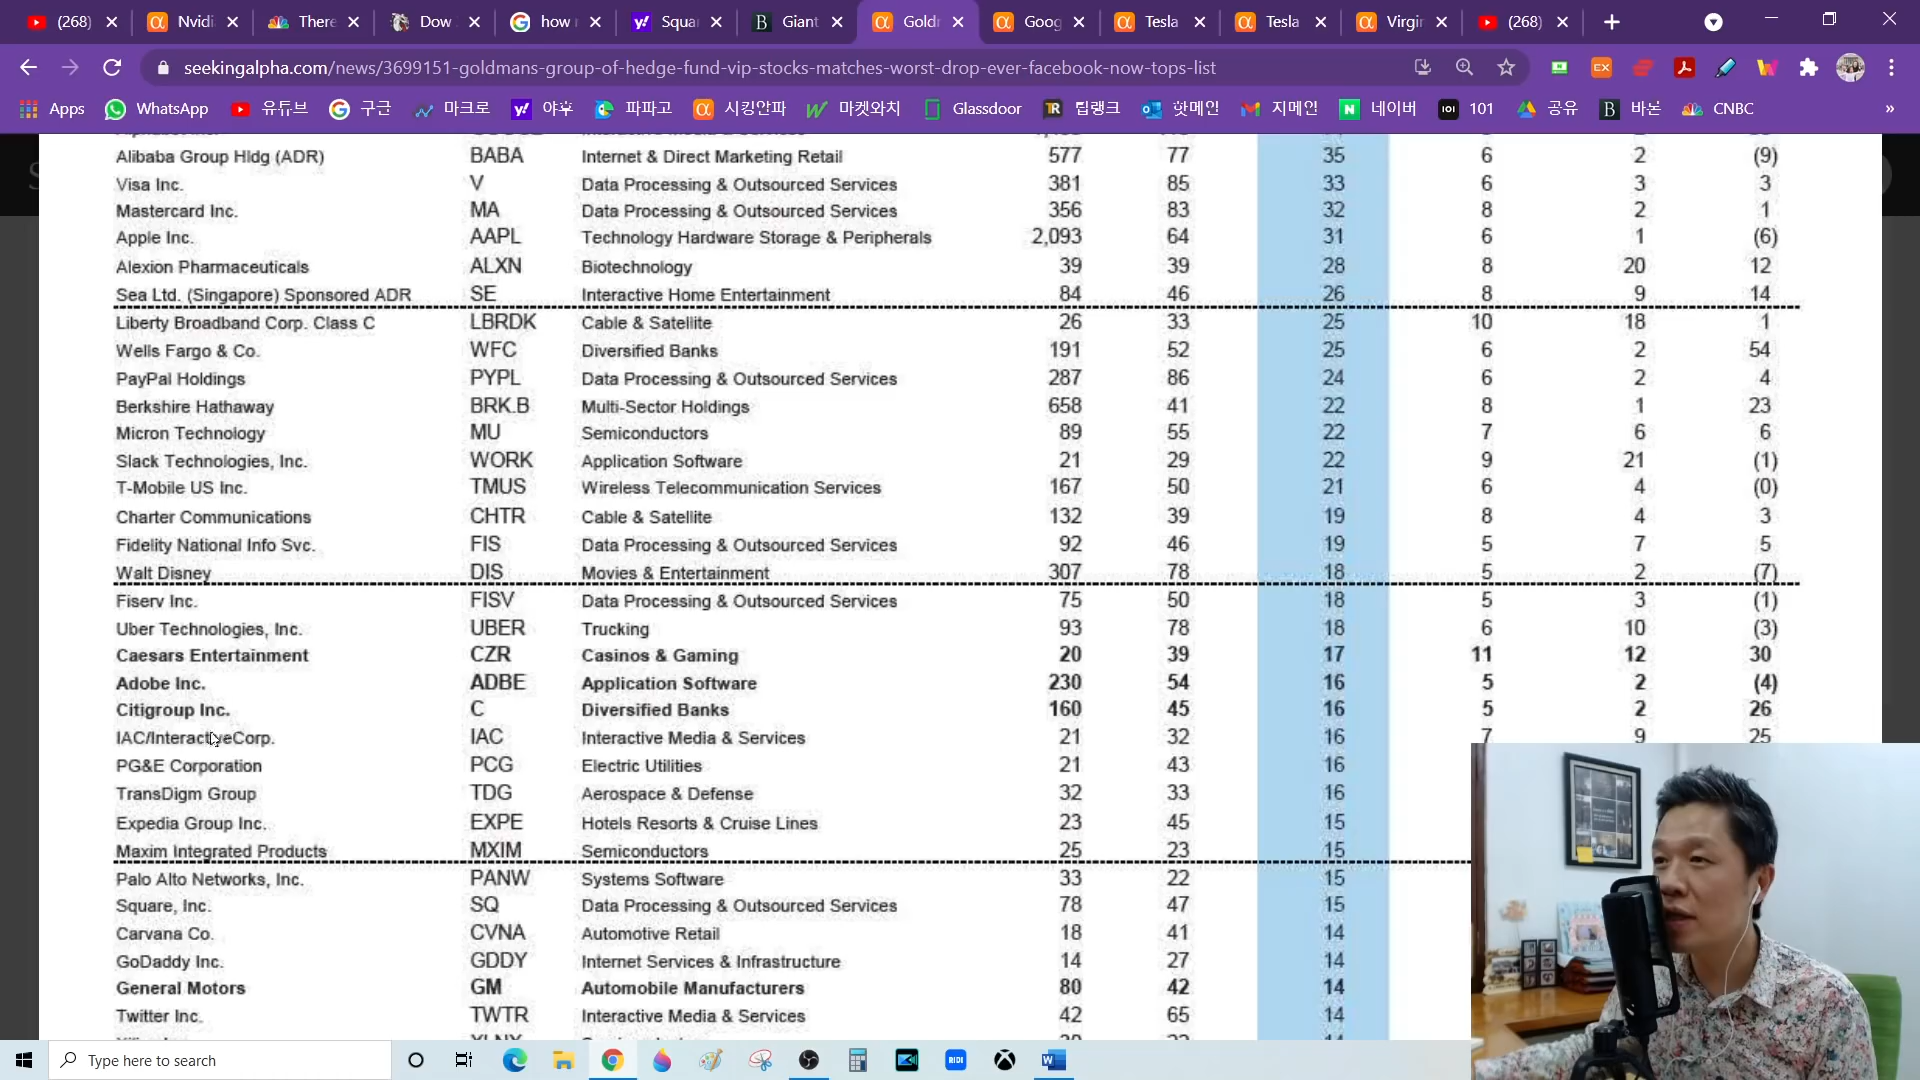 (268)
Nvidi
There
Dow
how
Squa
Giant
Goldn
Goog
Tesla
Tesla
Virgin
(268)
seekingalpha.com/news/3699151-goldmans-group-of-hedge-fund-vip-stocks-matches-worst-drop-ever-facebook-now-tops-list
Apps WhatsApp 유튜브 구글 마크로 야후 파파고 시킹알파 마켓와치 Glassdoor 팁랭크 핫메일 지메일 네이버 101 공유 바론 CNBC »
Alibaba Group Hldg (ADR) BABA Internet & Direct Marketing Retail 577 77 35 6 2 (9)
Visa Inc. V Data Processing & Outsourced Services 381 85 33 6 3 3
Mastercard Inc. MA Data Processing & Outsourced Services 356 83 32 8 2 1
Apple Inc. AAPL Technology Hardware Storage & Peripherals 2,093 64 31 6 1 (6)
Alexion Pharmaceuticals ALXN Biotechnology 39 39 28 8 20 12
Sea Ltd. (Singapore) Sponsored ADR SE Interactive Home Entertainment 84 46 26 8 9 14
Liberty Broadband Corp. Class C LBRDK Cable & Satellite 26 33 25 10 18 1
Wells Fargo & Co. WFC Diversified Banks 191 52 25 6 2 54
PayPal Holdings PYPL Data Processing & Outsourced Services 287 86 24 6 2 4
Berkshire Hathaway BRK.B Multi-Sector Holdings 658 41 22 8 1 23
Micron Technology MU Semiconductors 89 55 22 7 6 6
Slack Technologies, Inc. WORK Application Software 21 29 22 9 21 (1)
T-Mobile US Inc. TMUS Wireless Telecommunication Services 167 50 21 6 4 (0)
Charter Communications CHTR Cable & Satellite 132 39 19 8 4 3
Fidelity National Info Svc. FIS Data Processing & Outsourced Services 92 46 19 5 7 5
Walt Disney DIS Movies & Entertainment 307 78 18 5 2 (7)
Fiserv Inc. FISV Data Processing & Outsourced Services 75 50 18 5 3 (1)
Uber Technologies, Inc. UBER Trucking 93 78 18 6 10 (3)
Caesars Entertainment CZR Casinos & Gaming 20 39 17 11 12 30
Adobe Inc. ADBE Application Software 230 54 16 5 2 (4)
Citigroup Inc. C Diversified Banks 160 45 16 5 2 26
IAC/InteractiveCorp. IAC Interactive Media & Services 21 32 16 7 9 25
PG&E Corporation PCG Electric Utilities 21 43 16
TransDigm Group TDG Aerospace & Defense 32 33 16
Expedia Group Inc. EXPE Hotels Resorts & Cruise Lines 23 45 15
Maxim Integrated Products MXIM Semiconductors 25 23 15
Palo Alto Networks, Inc. PANW Systems Software 33 22 15
Square, Inc. SQ Data Processing & Outsourced Services 78 47 15
Carvana Co. CVNA Automotive Retail 18 41 14
GoDaddy Inc. GDDY Internet Services & Infrastructure 14 27 14
General Motors GM Automobile Manufacturers 80 42 14
Twitter Inc. TWTR Interactive Media & Services 42 65 14
Type here to search
RIDI